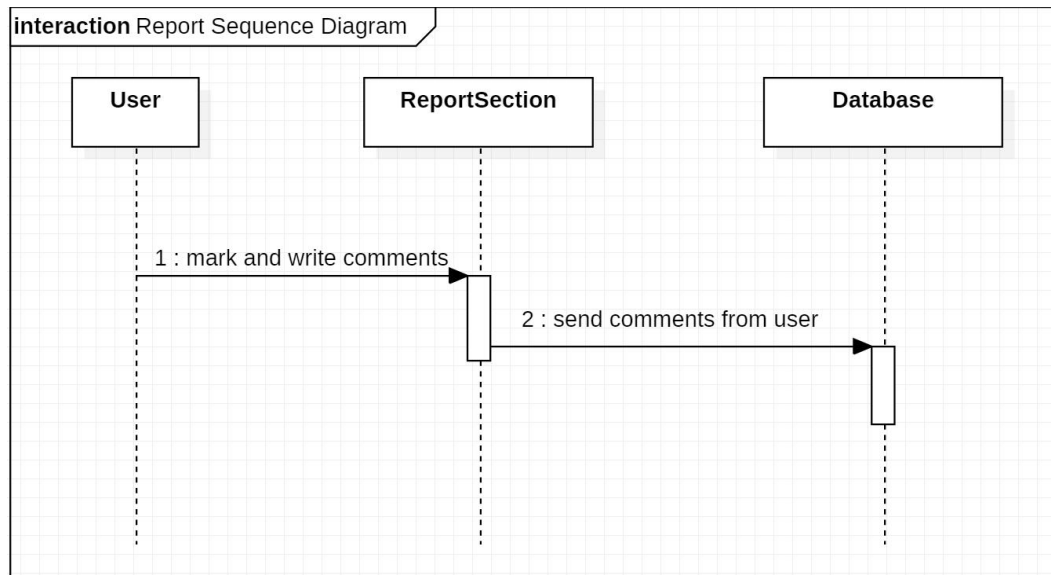 interaction Report Sequence Diagram
User
ReportSection
Database
1 : mark and write comments
2 : send comments from user